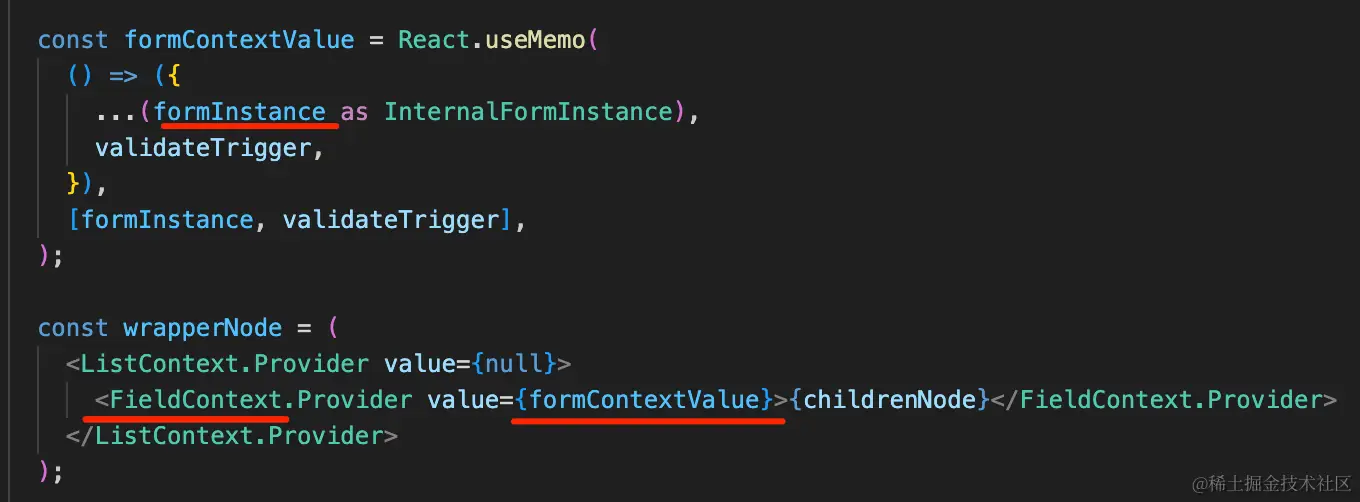 const formContextValue = React.useMemo(
  () => ({
    ...(formInstance as InternalFormInstance),
    validateTrigger,
  }),
  [formInstance, validateTrigger],
);
const wrapperNode = (
  <ListContext.Provider value={null}>
    <FieldContext.Provider value={formContextValue}>{childrenNode}</FieldContext.Provider>
  </ListContext.Provider>
);
@稀土掘金技术社区